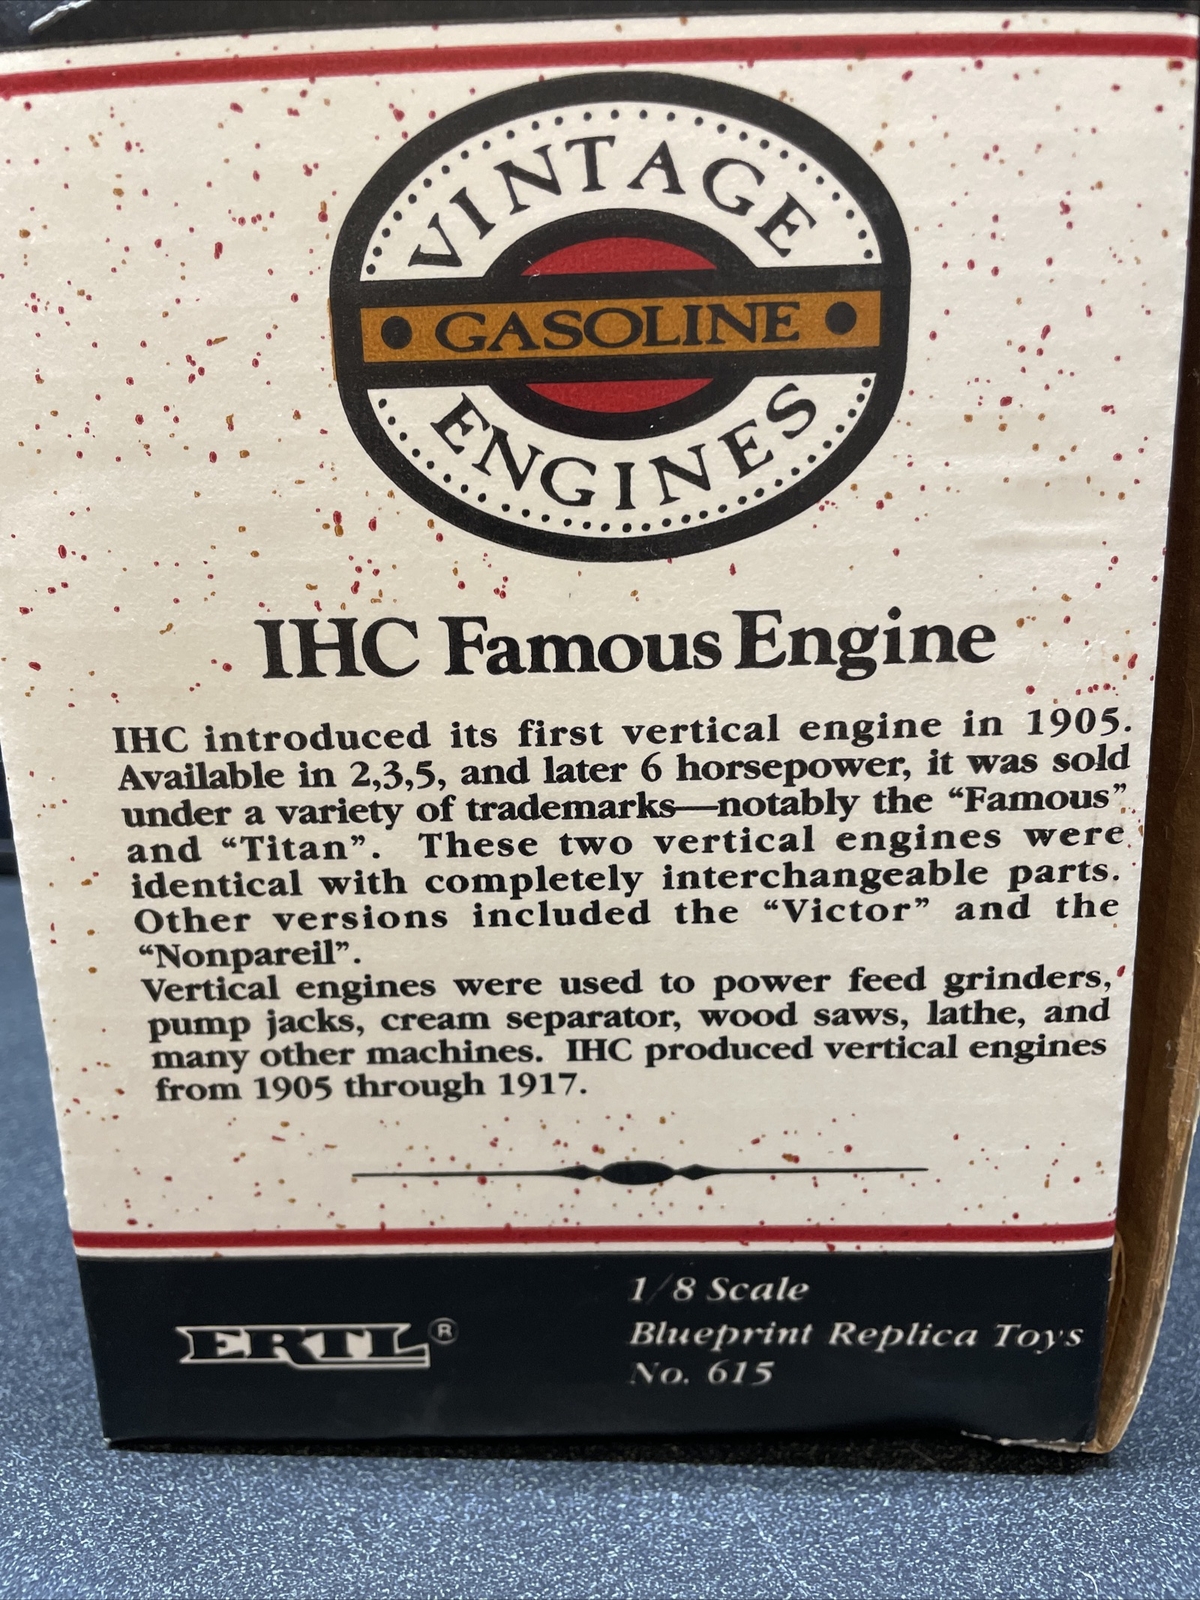 VINTAGE
GASOLINE
ENGINES
IHC Famous Engine
IHC introduced its first vertical engine in 1905.
Available in 2,3,5, and later 6 horsepower, it was sold
under a variety of trademarks—notably the “Famous”
and “Titan”. These two vertical engines were
identical with completely interchangeable parts.
Other versions included the “Victor” and the
“Nonpareil”.
Vertical engines were used to power feed grinders,
pump jacks, cream separator, wood saws, lathe, and
many other machines. IHC produced vertical engines
from 1905 through 1917.
ERTL®
1/8 Scale
Blueprint Replica Toys
No. 615